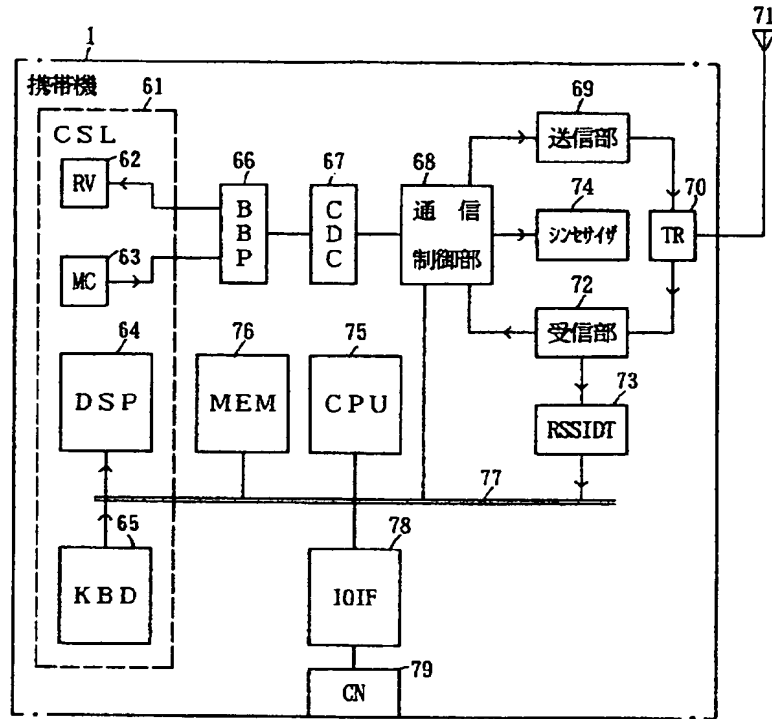 1
71
携帯機
61
CSL
62
RV
63
MC
64
DSP
65
KBD
66
BBP
67
CDC
68
通信
制御部
69
送信部
70
TR
74
シンセサイザ
72
受信部
73
RSSIDT
76
MEM
75
CPU
77
78
IOIF
79
CN